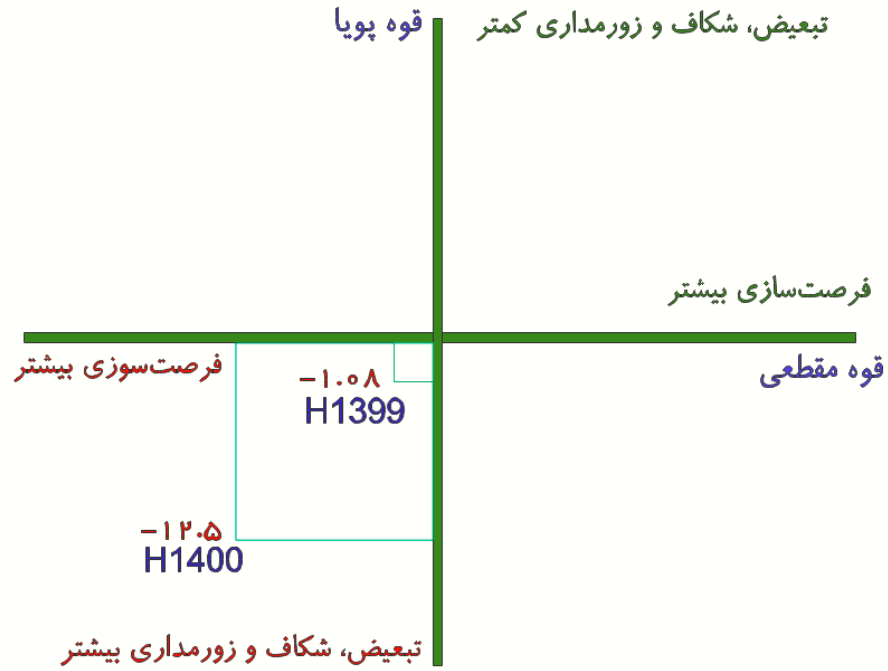 قوه پویا
تبعیض، شکاف و زورمداری کمتر
فرصت‌سازی بیشتر
قوه مقطعی
فرصت‌سوزی بیشتر
−۱.۰۸
H1399
−۱۲.۵
H1400
تبعیض، شکاف و زورمداری بیشتر